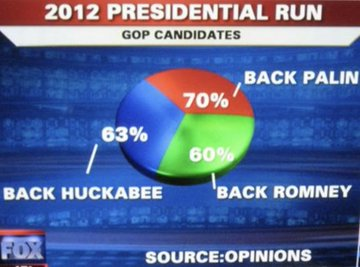 2012 PRESIDENTIAL RUN
GOP CANDIDATES
BACK PALIN
70%
63%
60%
BACK HUCKABEE
BACK ROMNEY
FOX
SOURCE:OPINIONS